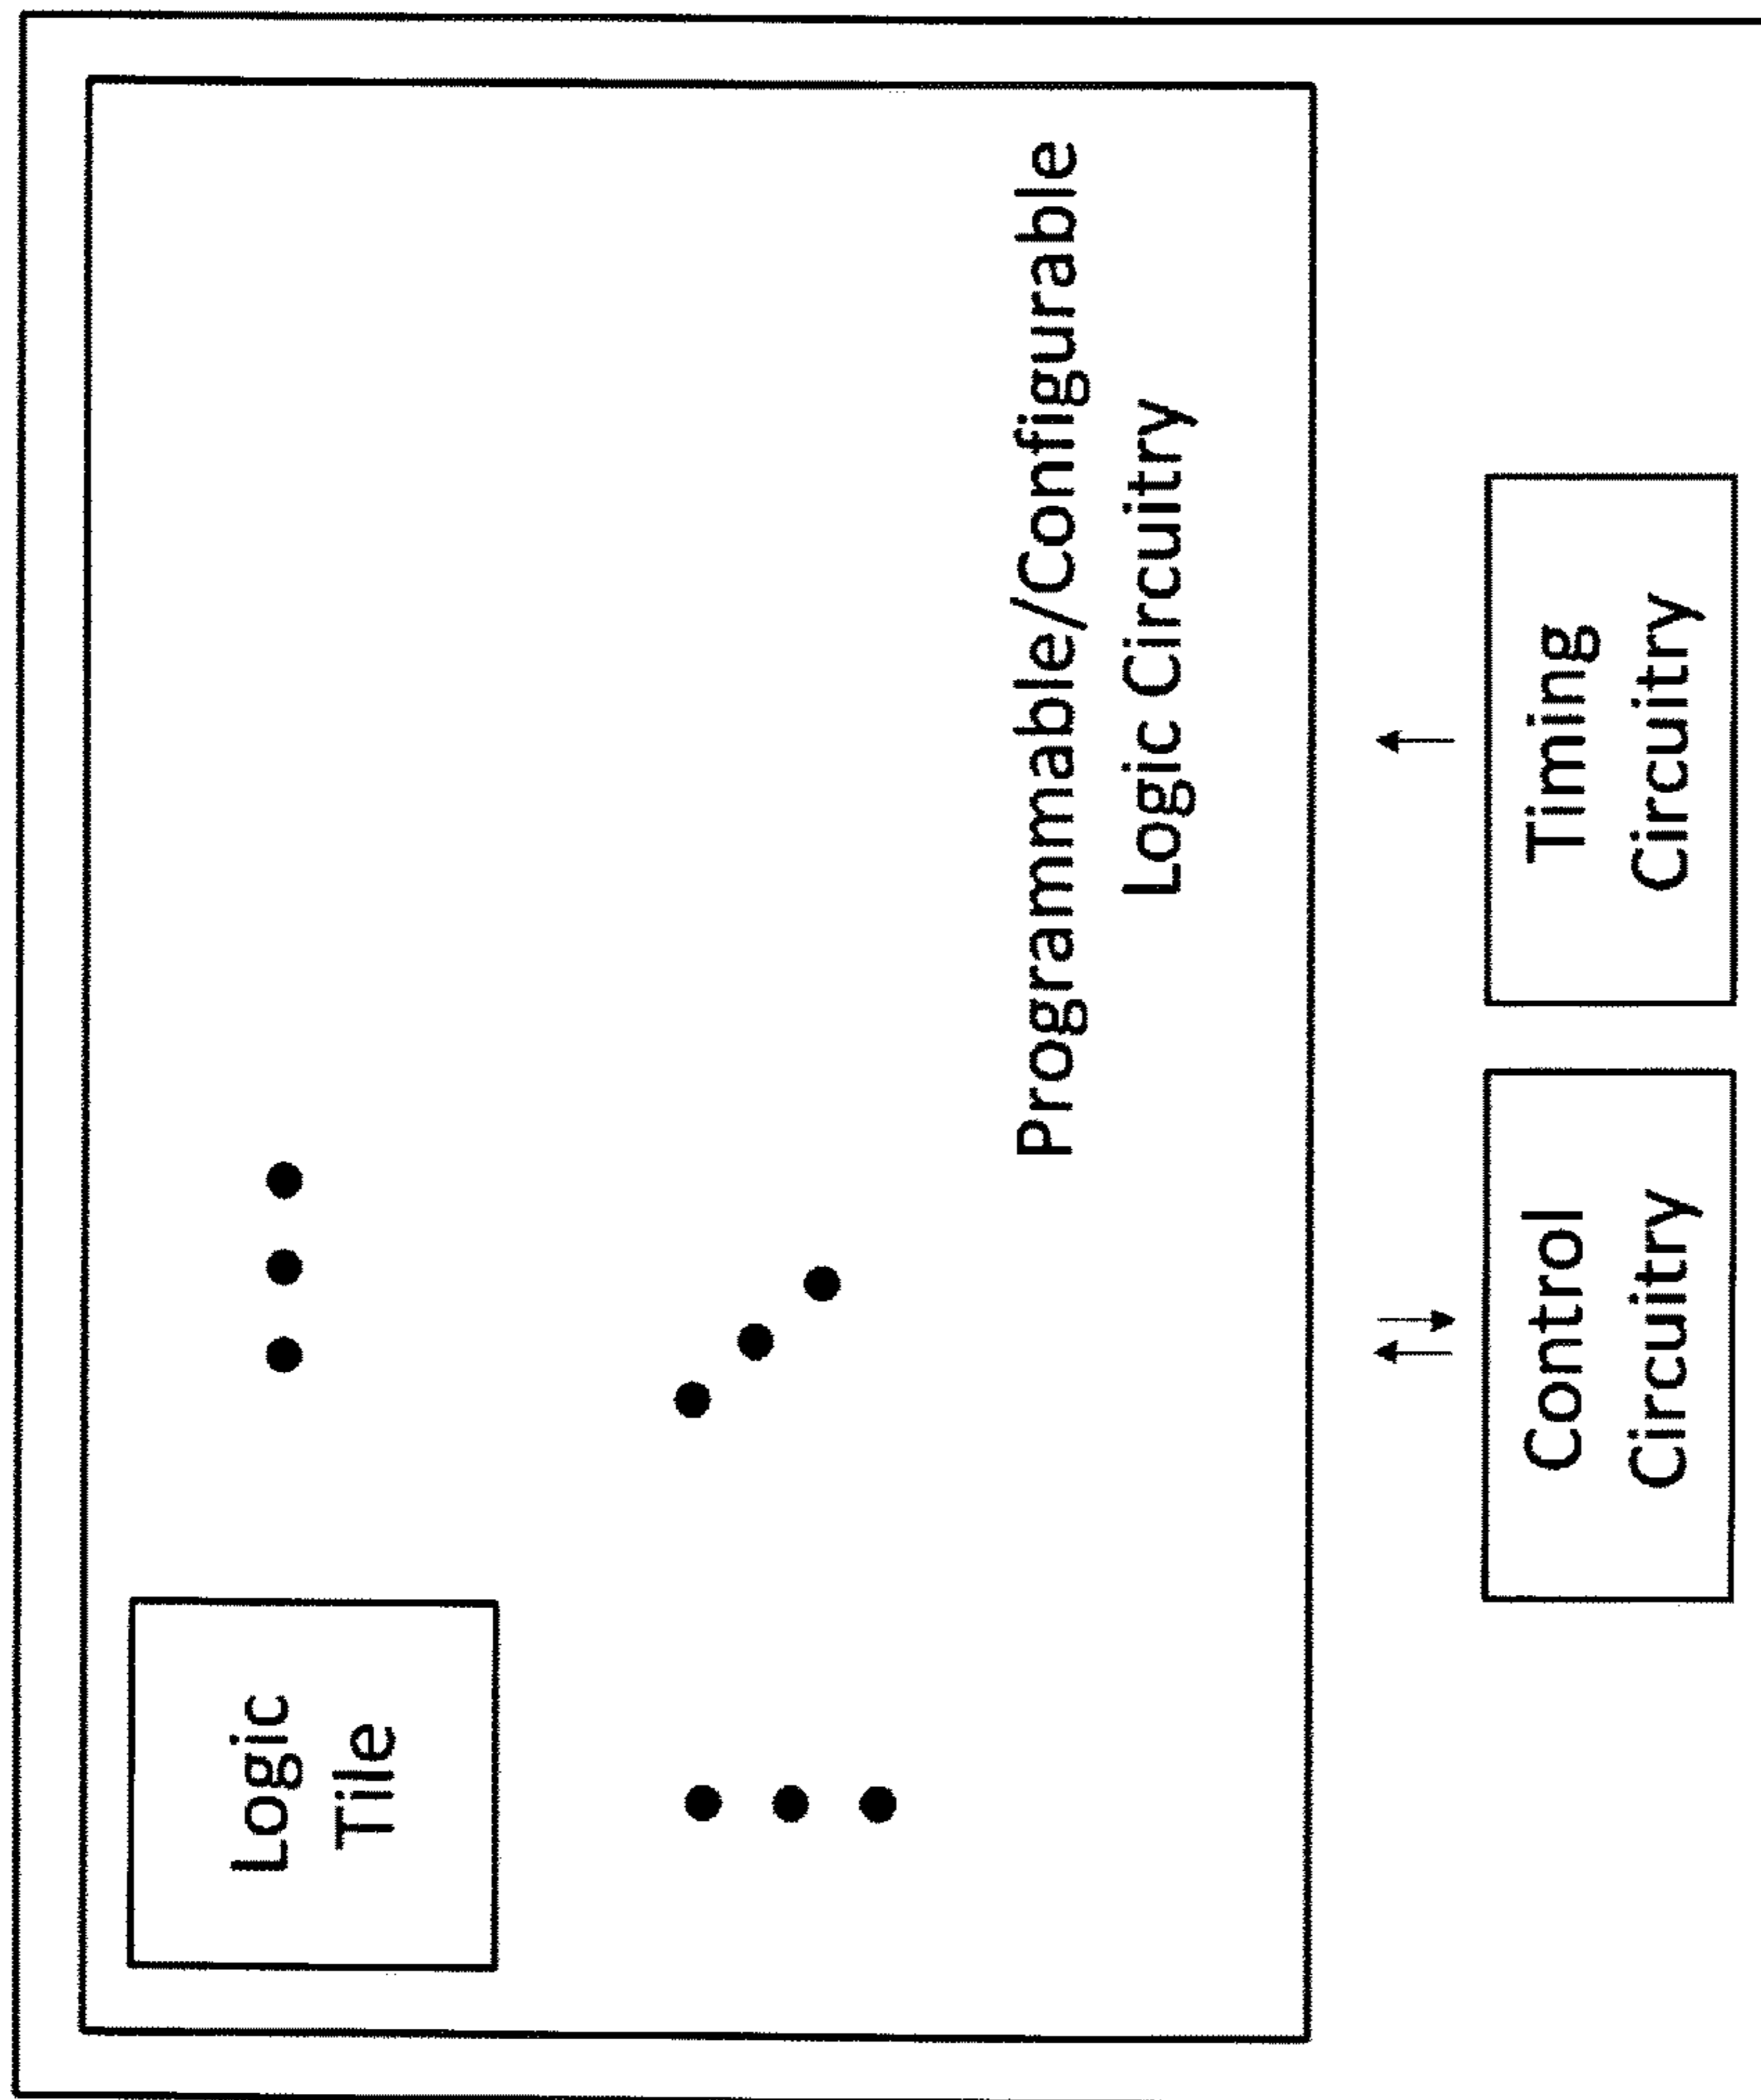 Logic
Tile
Programmable/Configurable
Logic Circuitry
Control
Circuitry
Timing
Circuitry